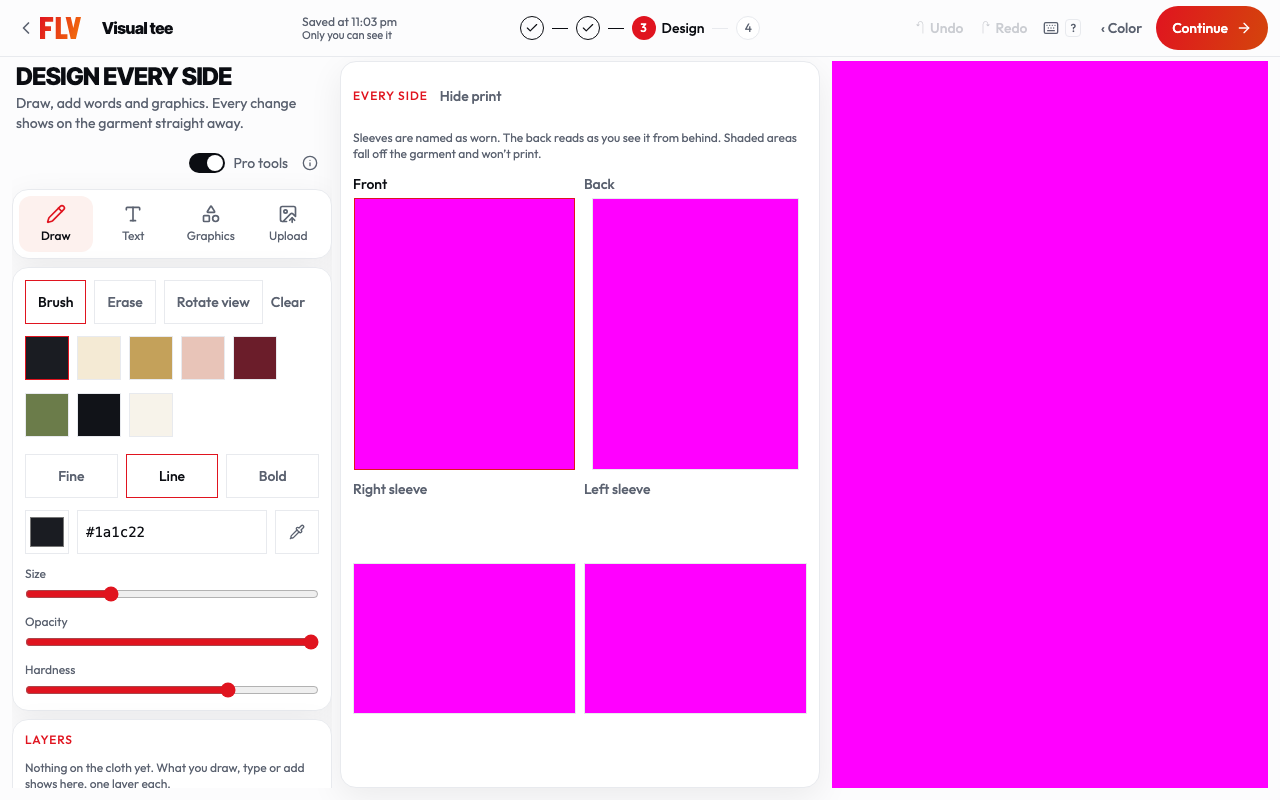 FLV
Visual tee
Saved at 11:03 pm
Only you can see it
3 Design
4
Undo
Redo
?
‹ Color
Continue
DESIGN EVERY SIDE
Draw, add words and graphics. Every change
shows on the garment straight away.
Pro tools
Draw
Text
Graphics
Upload
Brush
Erase
Rotate view
Clear
Fine
Line
Bold
#1a1c22
Size
Opacity
Hardness
LAYERS
Nothing on the cloth yet. What you draw, type or add
shows here, one layer each.
EVERY SIDE
Hide print
Sleeves are named as worn. The back reads as you see it from behind. Shaded areas
fall off the garment and won't print.
Front
Back
Right sleeve
Left sleeve